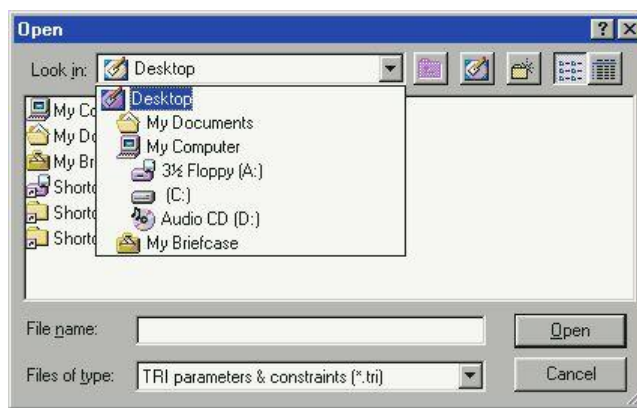 Open
Look in: Desktop
Desktop
My Documents
My Computer
3½ Floppy (A:)
(C:)
Audio CD (D:)
My Briefcase
My Co
My Do
My Br
Shortc
Shortc
Shortc
File name:
Open
Files of type: TRI parameters & constraints (*.tri)
Cancel